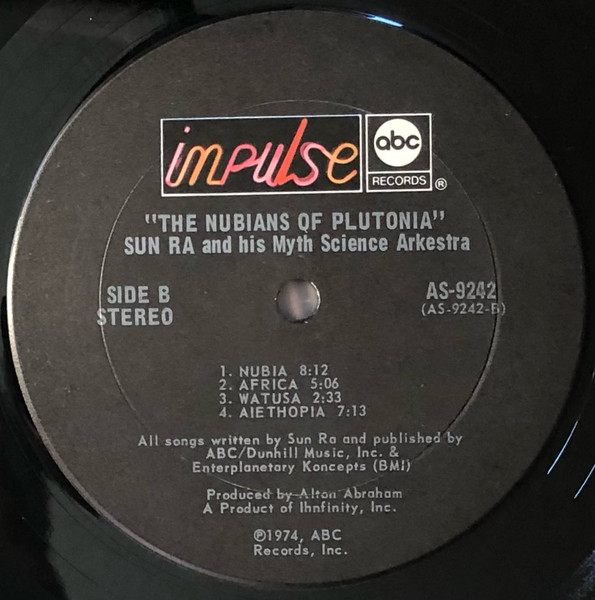 impulse
abc
RECORDS ®
"THE NUBIANS OF PLUTONIA"
SUN RA and his Myth Science Arkestra
SIDE B
STEREO
AS-9242
(AS-9242-B)
1. NUBIA 8:12
2. AFRICA 5:06
3. WATUSA 2:33
4. AIETHOPIA 7:13
All songs written by Sun Ra and published by
ABC/Dunhill Music, Inc. &
Enterplanetary Koncepts (BMI)
Produced by Alton Abraham
A Product of Ihnfinity, Inc.
℗1974, ABC
Records, Inc.